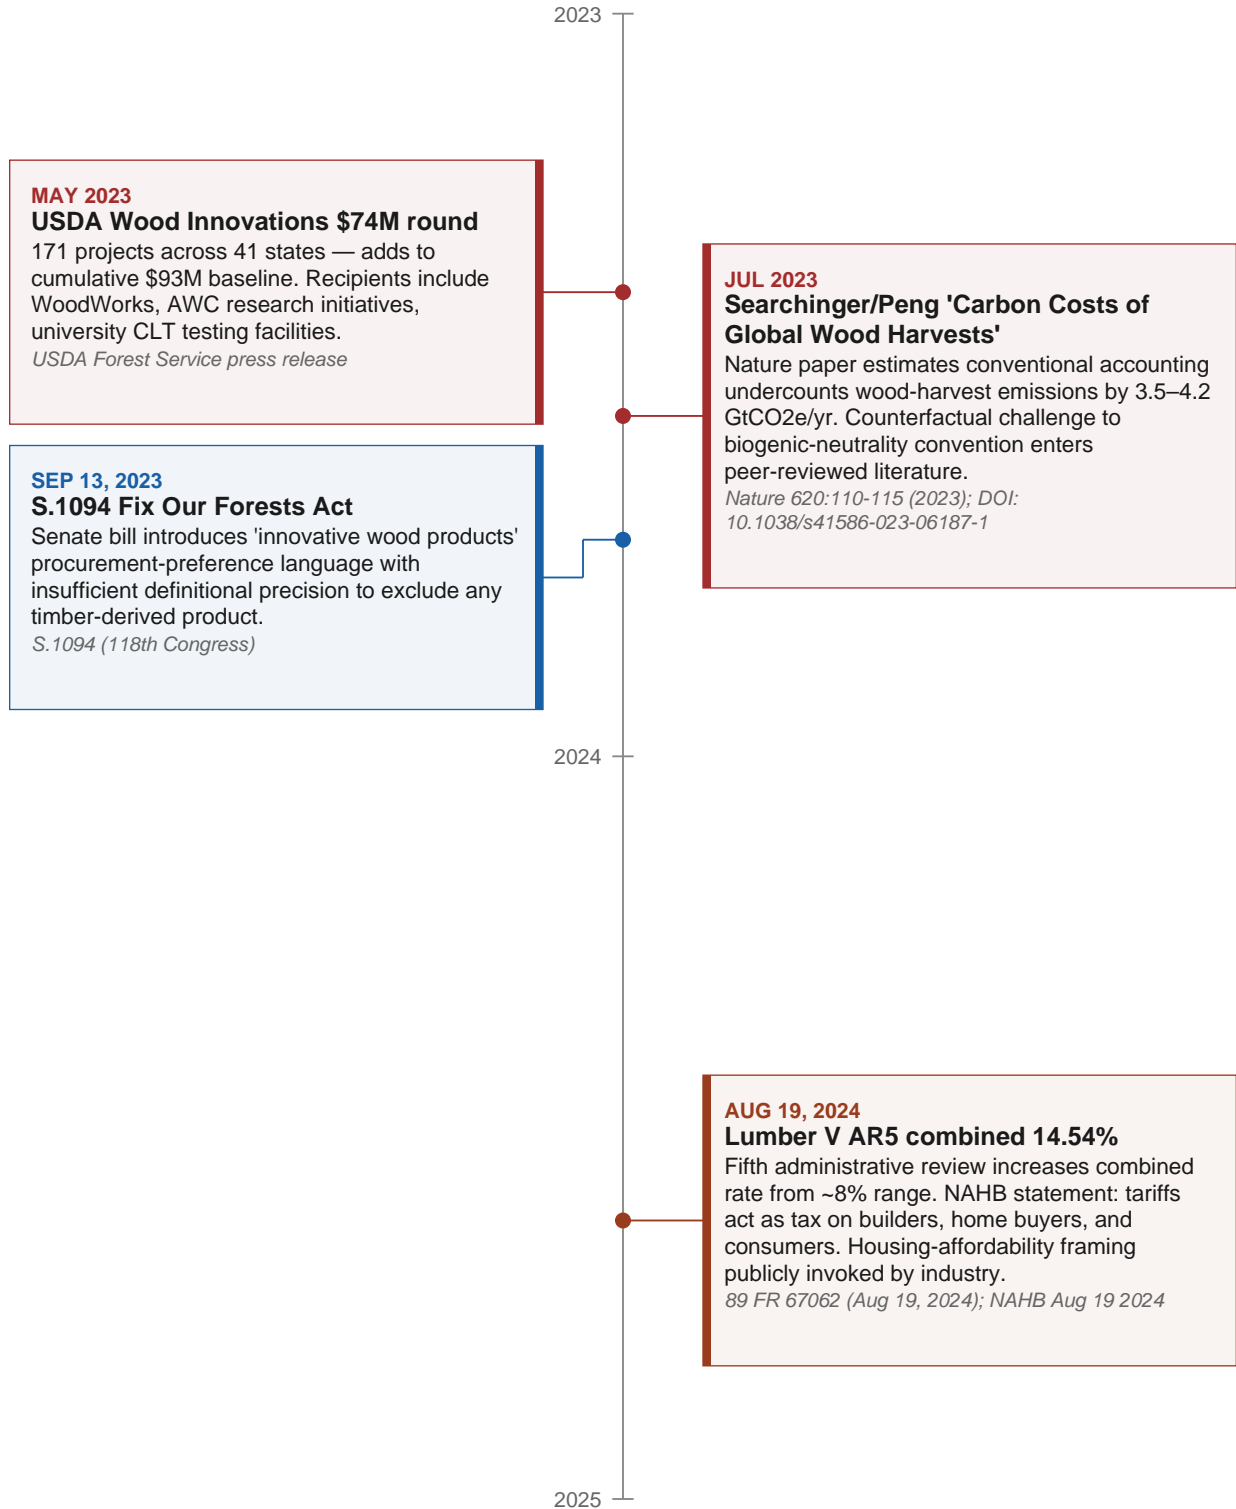 2023
MAY 2023
USDA Wood Innovations $74M round
171 projects across 41 states — adds to
cumulative $93M baseline. Recipients include
WoodWorks, AWC research initiatives,
university CLT testing facilities.
USDA Forest Service press release
JUL 2023
Searchinger/Peng 'Carbon Costs of
Global Wood Harvests'
Nature paper estimates conventional accounting
undercounts wood-harvest emissions by 3.5–4.2
GtCO2e/yr. Counterfactual challenge to
biogenic-neutrality convention enters
peer-reviewed literature.
Nature 620:110-115 (2023); DOI:
10.1038/s41586-023-06187-1
SEP 13, 2023
S.1094 Fix Our Forests Act
Senate bill introduces 'innovative wood products'
procurement-preference language with
insufficient definitional precision to exclude any
timber-derived product.
S.1094 (118th Congress)
2024
AUG 19, 2024
Lumber V AR5 combined 14.54%
Fifth administrative review increases combined
rate from ~8% range. NAHB statement: tariffs
act as tax on builders, home buyers, and
consumers. Housing-affordability framing
publicly invoked by industry.
89 FR 67062 (Aug 19, 2024); NAHB Aug 19 2024
2025